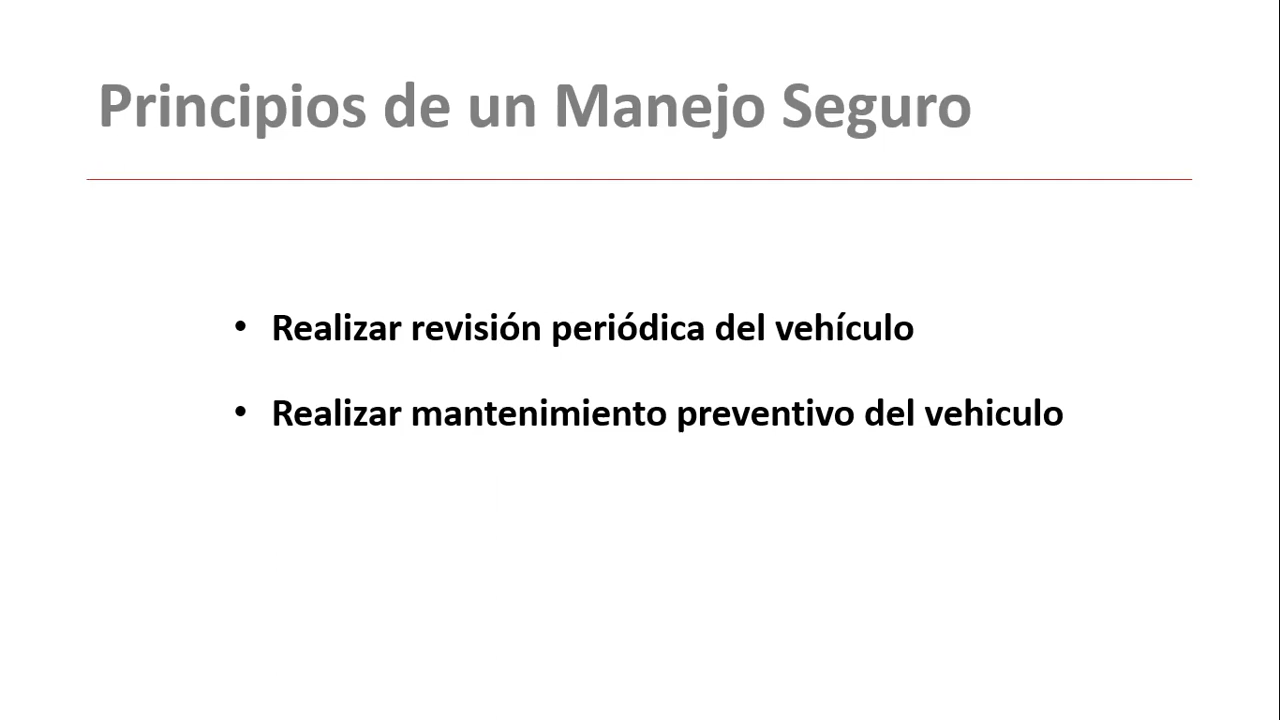 Principios de un Manejo Seguro
• Realizar revisión periódica del vehículo
• Realizar mantenimiento preventivo del vehiculo